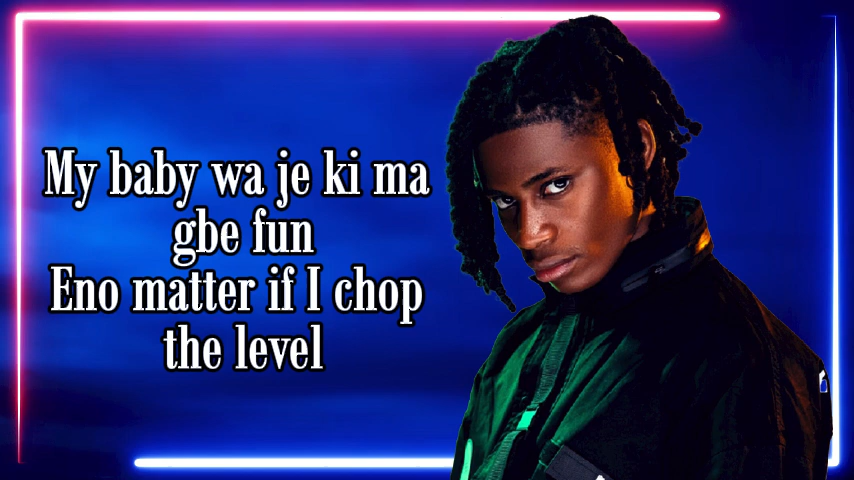 My baby wa je ki ma
gbe fun
Eno matter if I chop
the level